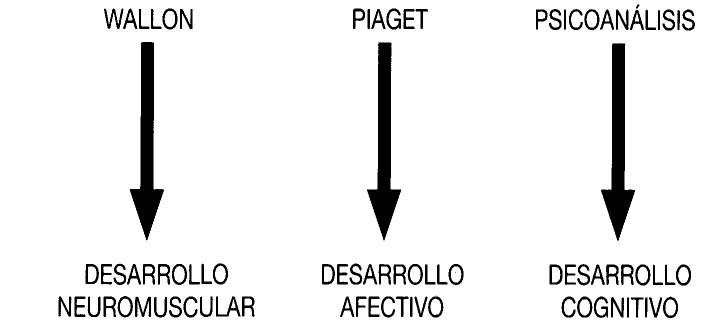 WALLON
PIAGET
PSICOANÁLISIS
DESARROLLO
NEUROMUSCULAR
DESARROLLO
AFECTIVO
DESARROLLO
COGNITIVO